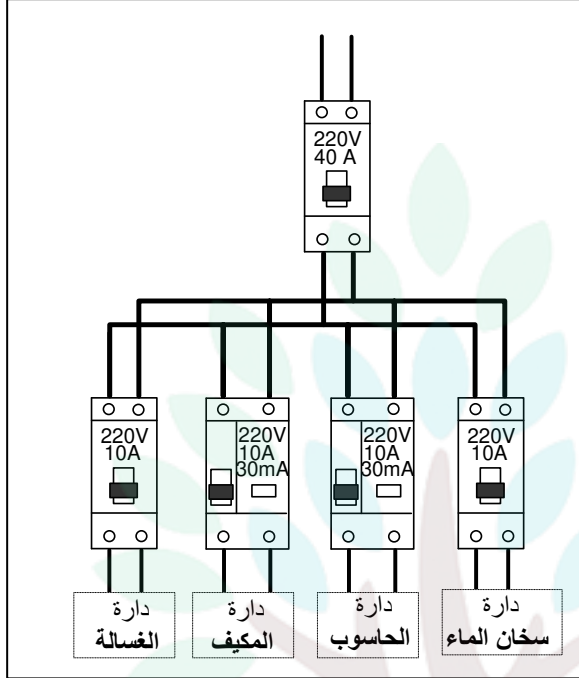 220V
40 A
220V
10A
220V
10A
30mA
220V
10A
30mA
220V
10A
دارة
الغسالة
دارة
المكيف
دارة
الحاسوب
دارة
سخان الماء